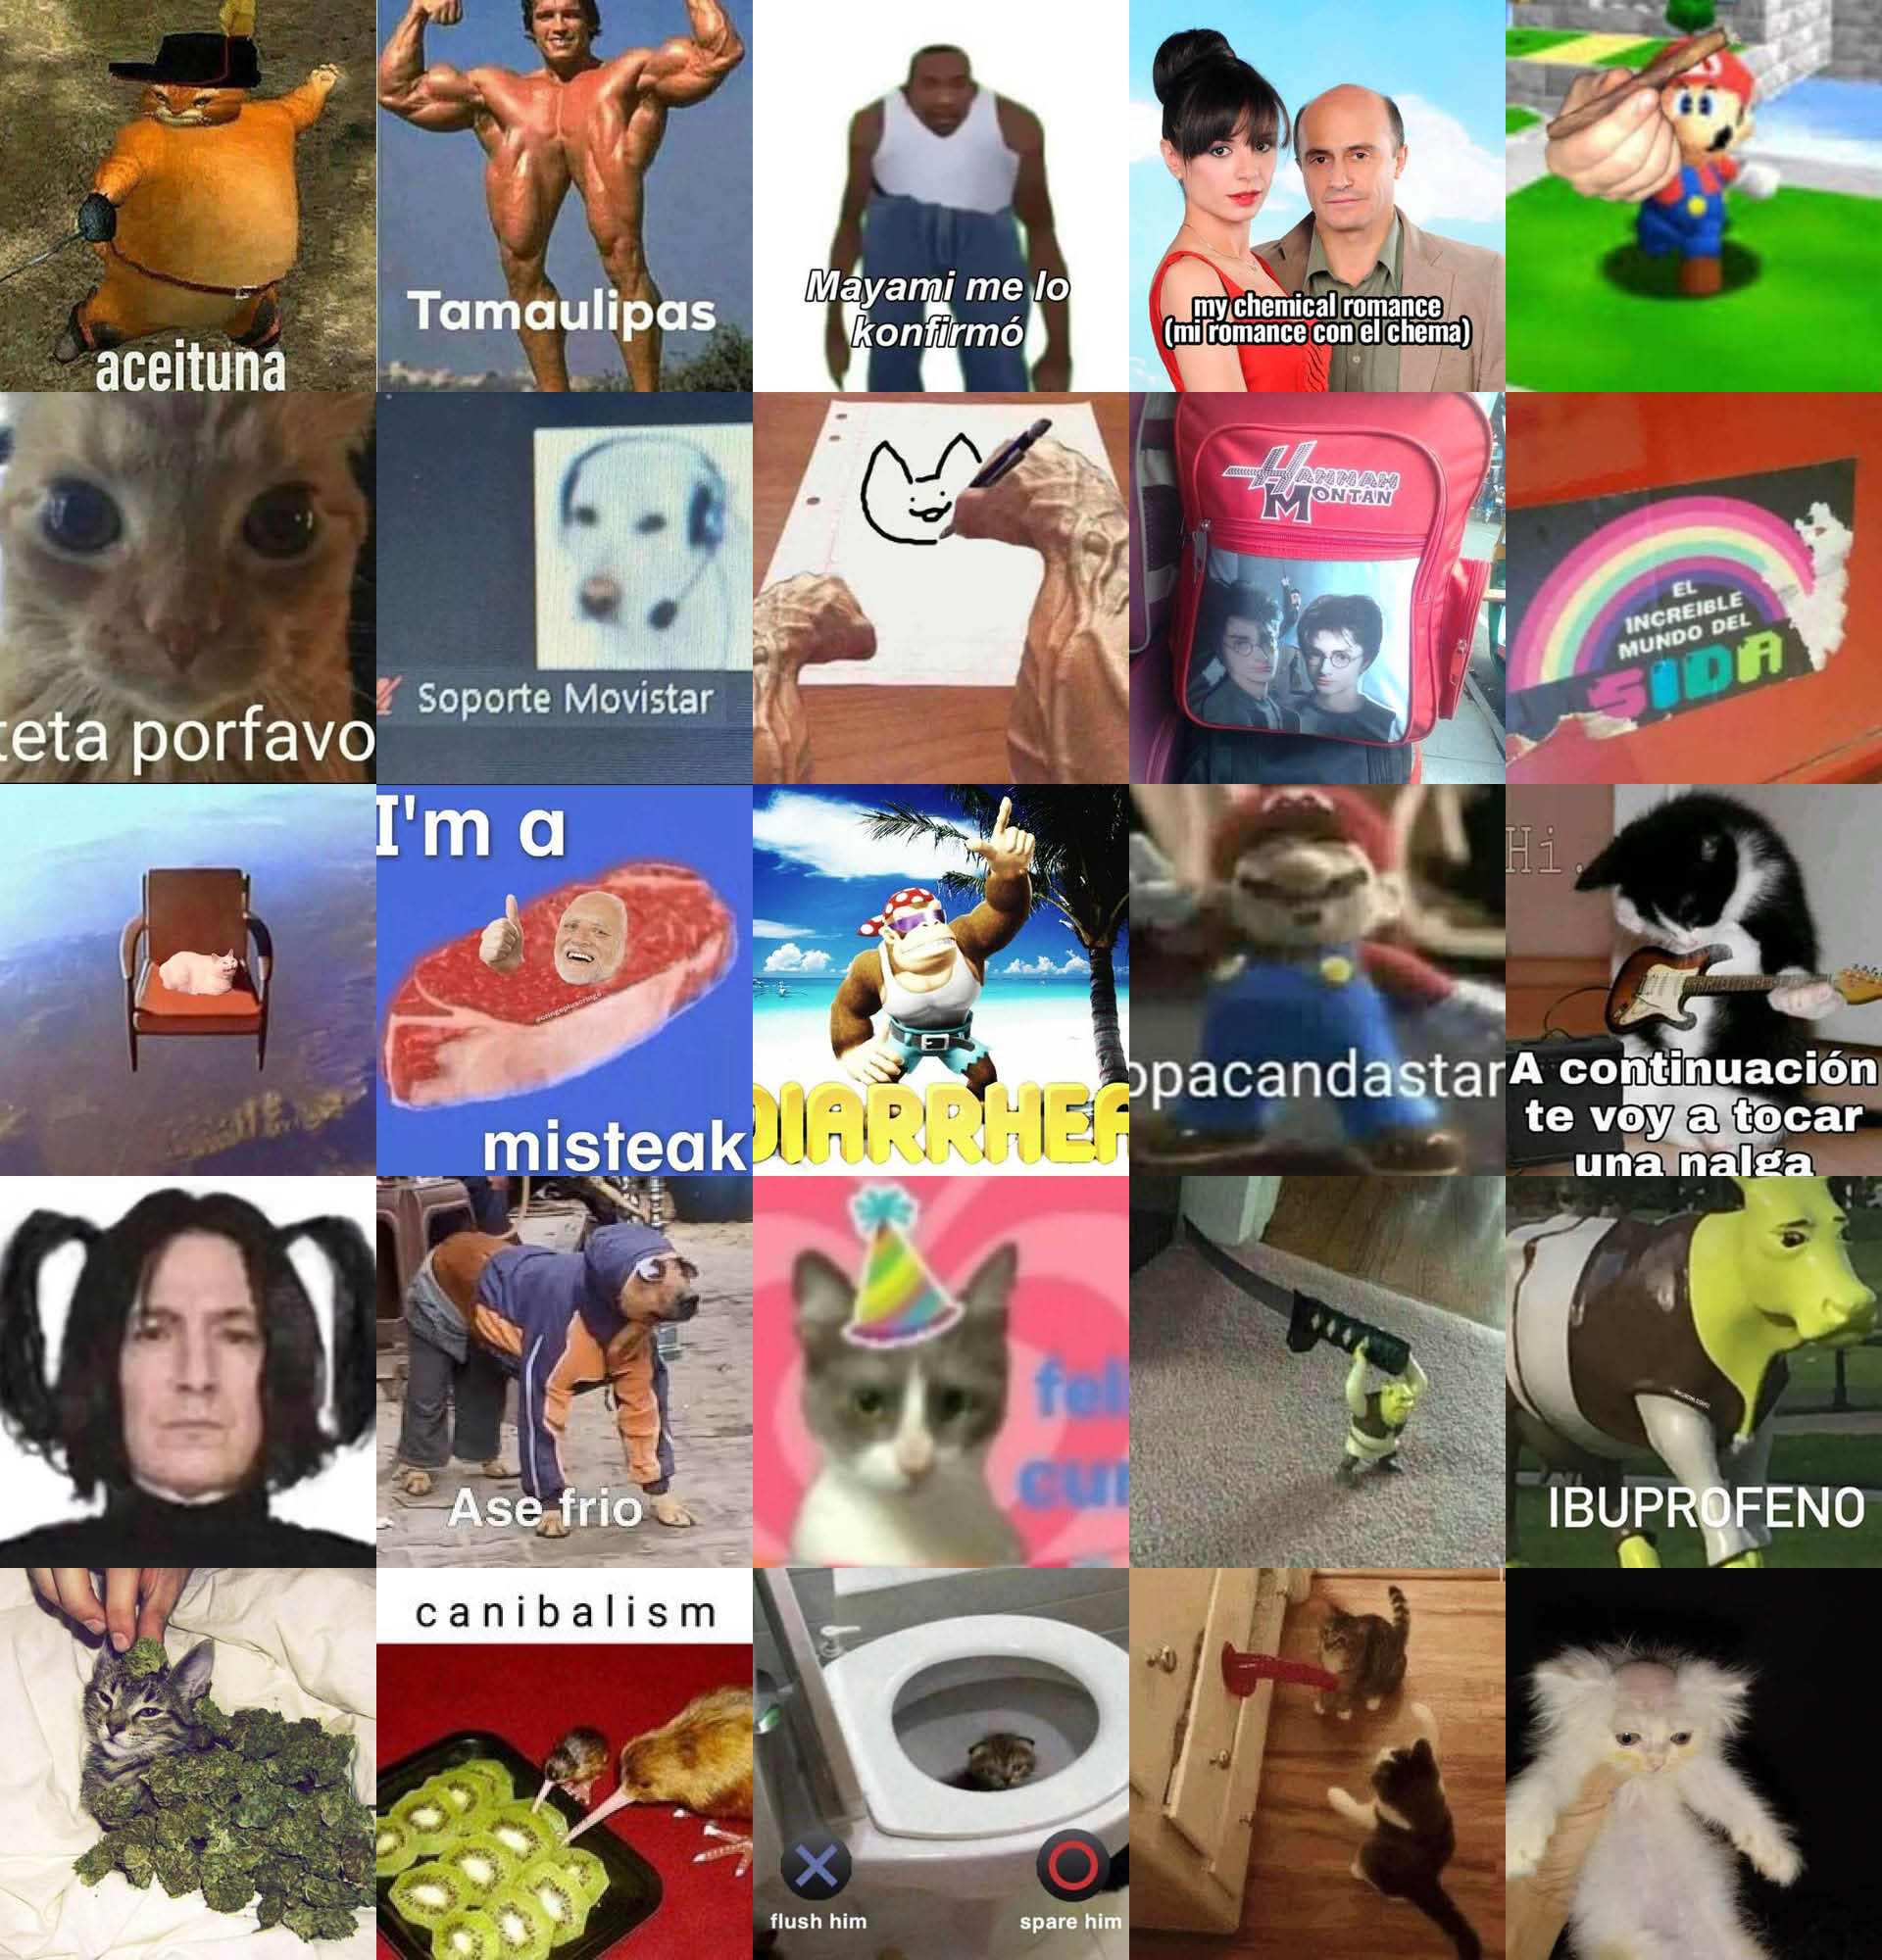 aceituna
Tamaulipas
Mayami me lo
konfirmó
my chemical romance
(mi romance con el chema)
teta porfavo
Soporte Movistar
HANNAH
MONTAN
EL
INCREIBLE
MUNDO DEL
SIDA
I'm a
misteak
DIARRHEA
opacandastar
Hi.
A continuación
te voy a tocar
una nalga
Ase frio
fel
cum
IBUPROFENO
canibalism
flush him
spare him